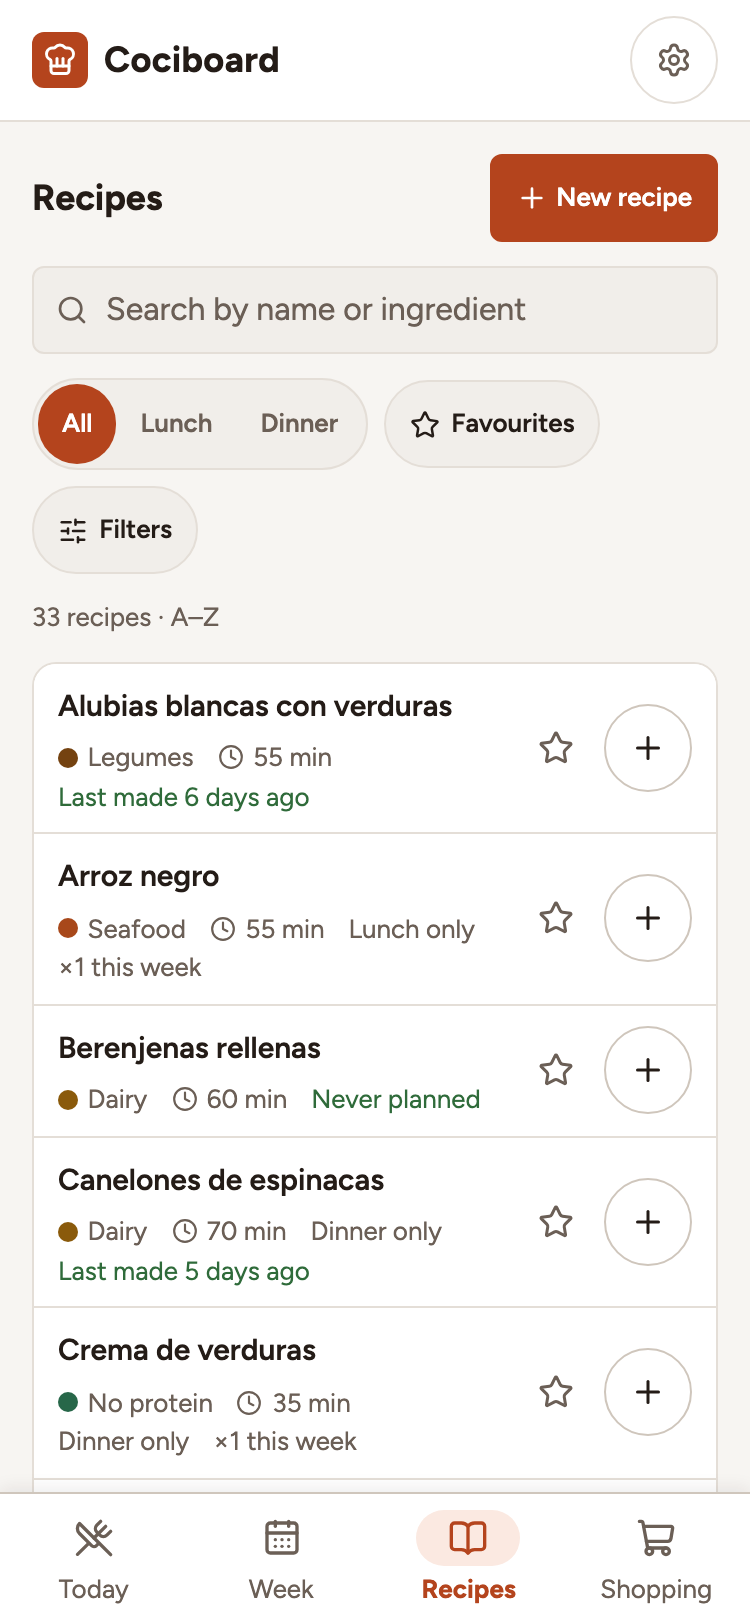 Cociboard
Recipes
New recipe
Search by name or ingredient
All Lunch Dinner Favourites
Filters
33 recipes · A–Z
Alubias blancas con verduras
Legumes 55 min
Last made 6 days ago
Arroz negro
Seafood 55 min Lunch only
×1 this week
Berenjenas rellenas
Dairy 60 min Never planned
Canelones de espinacas
Dairy 70 min Dinner only
Last made 5 days ago
Crema de verduras
No protein 35 min
Dinner only ×1 this week
Today Week Recipes Shopping